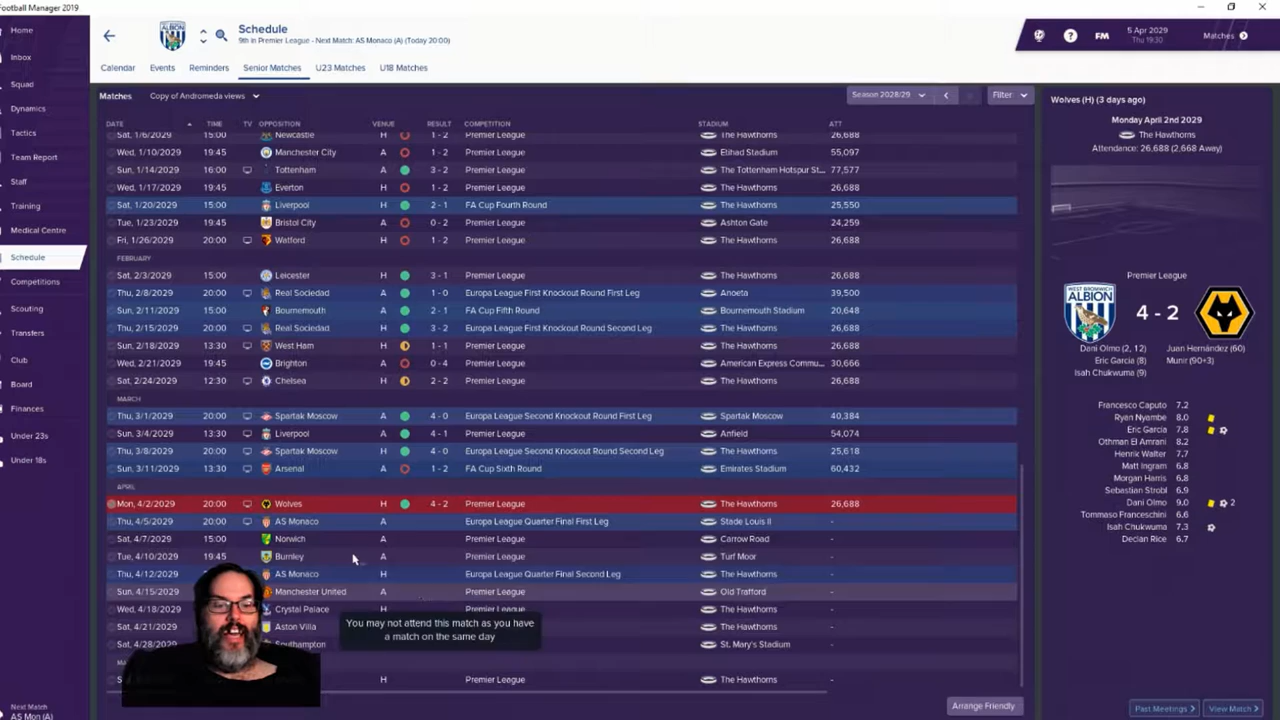 Football Manager 2019
Home
Inbox
Squad
Dynamics
Tactics
Team Report
Staff
Training
Medical Centre
Schedule
Competitions
Scouting
Transfers
Club
Board
Finances
Under 23s
Under 18s
Next Match
AS Mon (A)
Schedule
9th in Premier League - Next Match: AS Monaco (A) (Today 20:00)
5 Apr 2029
Thu 19:30
FM
Matches
Calendar Events Reminders Senior Matches U23 Matches U18 Matches
Matches Copy of Andromeda views Season 2028/29 Filter
DATE TIME TV OPPOSITION VENUE RESULT COMPETITION STADIUM ATT
Sat, 1/6/2029 15:00 Newcastle H 1 - 2 Premier League The Hawthorns 26,688
Wed, 1/10/2029 19:45 Manchester City A 1 - 2 Premier League Etihad Stadium 55,097
Sun, 1/14/2029 16:00 Tottenham A 3 - 2 Premier League The Tottenham Hotspur St... 77,577
Wed, 1/17/2029 19:45 Everton H 1 - 2 Premier League The Hawthorns 26,688
Sat, 1/20/2029 15:00 Liverpool H 2 - 1 FA Cup Fourth Round The Hawthorns 25,550
Tue, 1/23/2029 19:45 Bristol City A 0 - 2 Premier League Ashton Gate 24,259
Fri, 1/26/2029 20:00 Watford H 1 - 2 Premier League The Hawthorns 26,688
FEBRUARY
Sat, 2/3/2029 15:00 Leicester H 3 - 1 Premier League The Hawthorns 26,688
Thu, 2/8/2029 20:00 Real Sociedad A 1 - 0 Europa League First Knockout Round First Leg Anoeta 39,500
Sun, 2/11/2029 15:00 Bournemouth A 2 - 1 FA Cup Fifth Round Bournemouth Stadium 20,648
Thu, 2/15/2029 20:00 Real Sociedad H 3 - 2 Europa League First Knockout Round Second Leg The Hawthorns 26,688
Sun, 2/18/2029 13:30 West Ham H 1 - 1 Premier League The Hawthorns 26,688
Wed, 2/21/2029 19:45 Brighton A 0 - 4 Premier League American Express Commu... 30,666
Sat, 2/24/2029 12:30 Chelsea H 2 - 2 Premier League The Hawthorns 26,688
MARCH
Thu, 3/1/2029 20:00 Spartak Moscow A 4 - 0 Europa League Second Knockout Round First Leg Spartak Moscow 40,384
Sun, 3/4/2029 13:30 Liverpool A 4 - 1 Premier League Anfield 54,074
Thu, 3/8/2029 20:00 Spartak Moscow H 4 - 0 Europa League Second Knockout Round Second Leg The Hawthorns 25,618
Sun, 3/11/2029 13:30 Arsenal A 1 - 2 FA Cup Sixth Round Emirates Stadium 60,432
APRIL
Mon, 4/2/2029 20:00 Wolves H 4 - 2 Premier League The Hawthorns 26,688
Thu, 4/5/2029 20:00 AS Monaco A Europa League Quarter Final First Leg Stade Louis II -
Sat, 4/7/2029 15:00 Norwich A Premier League Carrow Road -
Tue, 4/10/2029 19:45 Burnley A Premier League Turf Moor -
Thu, 4/12/2029 AS Monaco H Europa League Quarter Final Second Leg The Hawthorns -
Sun, 4/15/2029 Manchester United A Premier League Old Trafford -
Wed, 4/18/2029 Crystal Palace H Premier League The Hawthorns -
Sat, 4/21/2029 Aston Villa The Hawthorns -
Sat, 4/28/2029 Southampton St. Mary's Stadium -
H Premier League The Hawthorns -
You may not attend this match as you have
a match on the same day
Arrange Friendly
Wolves (H) (3 days ago)
Monday April 2nd 2029
The Hawthorns
Attendance: 26,688 (2,668 Away)
Premier League
WEST BROMWICH
ALBION
4 - 2
Dani Olmo (2, 12) Juan Hernández (60)
Eric García (8) Munir (90+3)
Isah Chukwuma (9)
Francesco Caputo 7.2
Ryan Nyambe 8.0
Eric García 7.8
Othman El Amrani 8.2
Henrik Walter 7.7
Matt Ingram 6.8
Morgan Harris 6.8
Sebastian Strobl 6.9
Dani Olmo 9.0 2
Tommaso Franceschini 6.6
Isah Chukwuma 7.3
Declan Rice 6.7
Past Meetings > View Match >